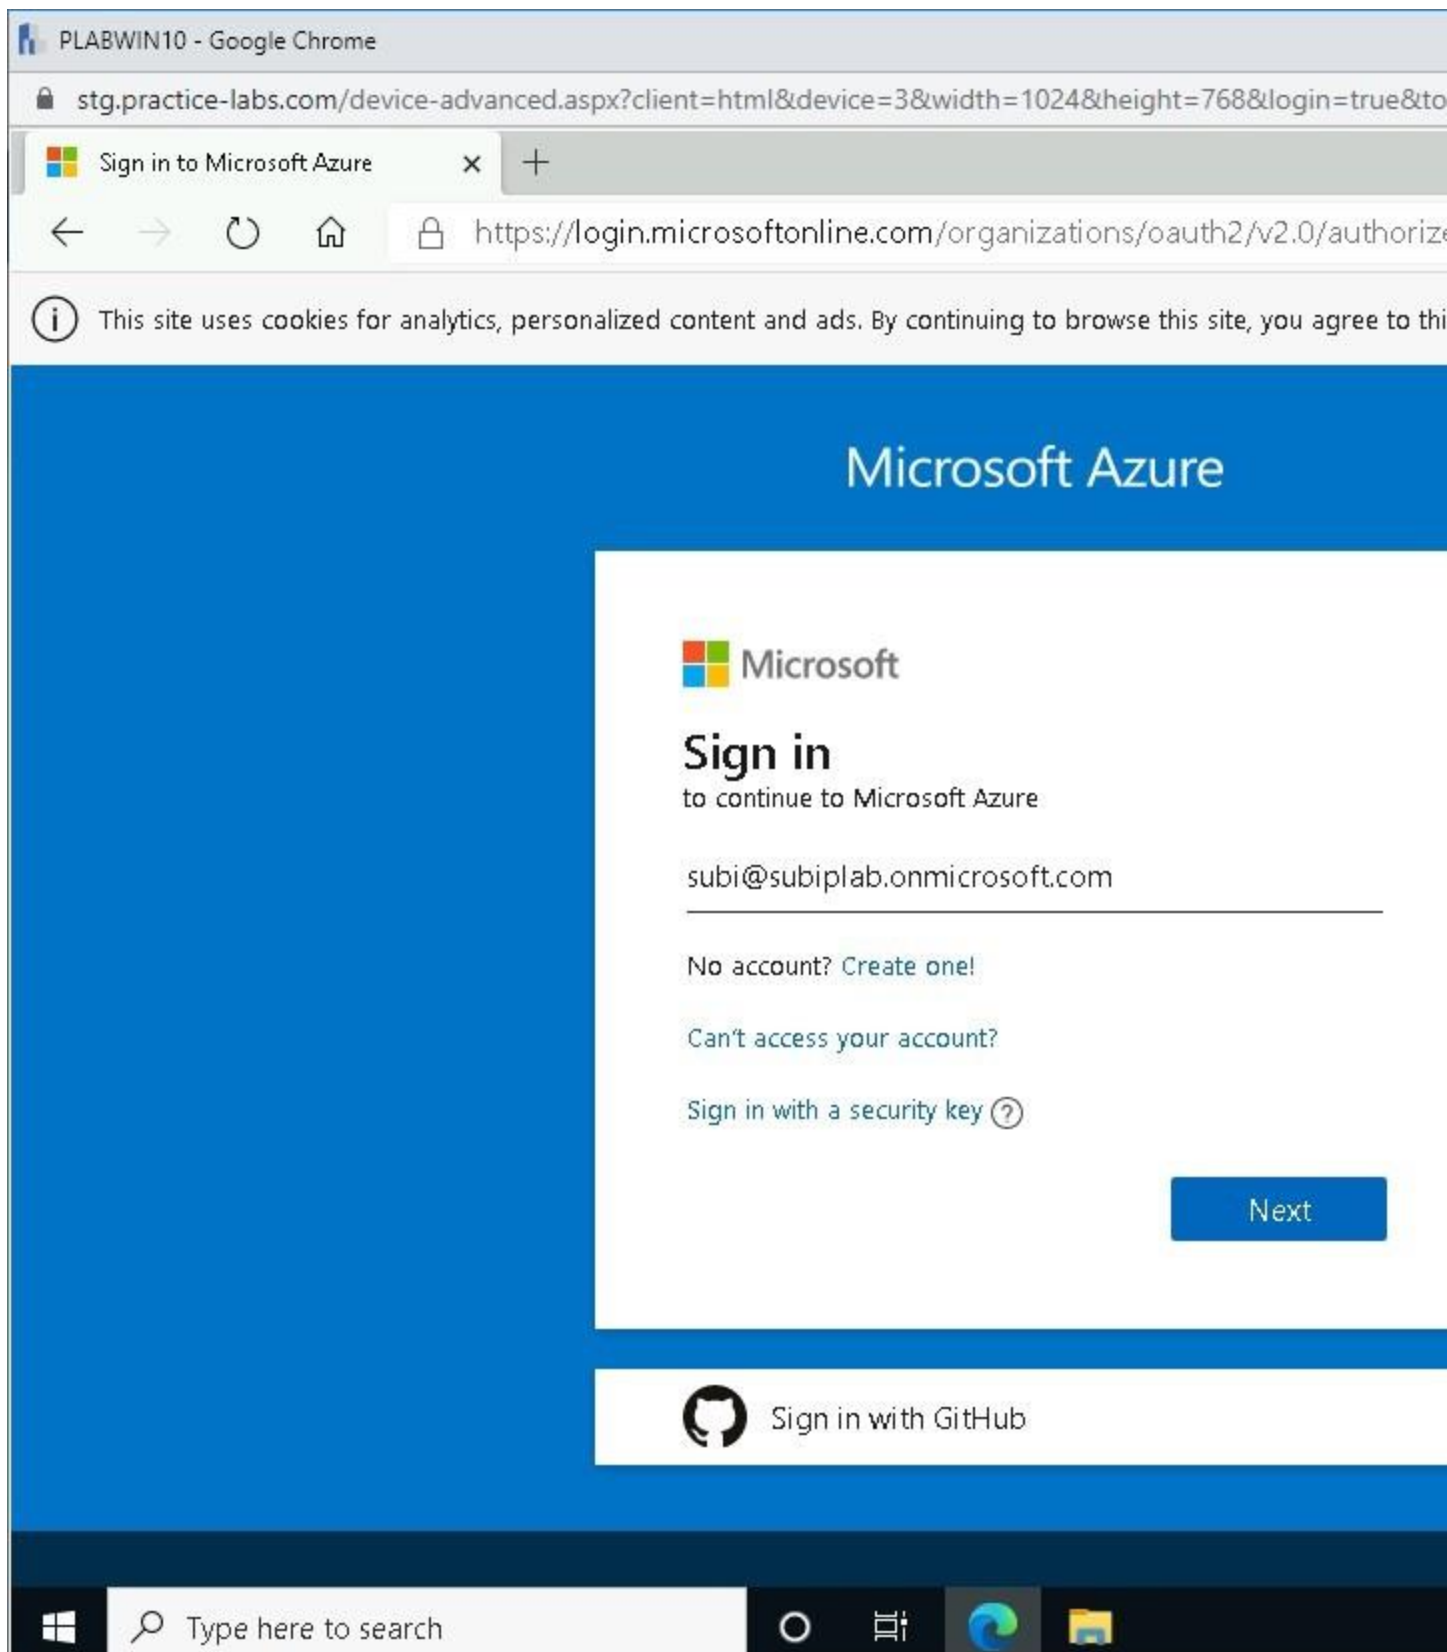 PLABWIN10 - Google Chrome
stg.practice-labs.com/device-advanced.aspx?client=html&device=3&width=1024&height=768&login=true&to
Sign in to Microsoft Azure
https://login.microsoftonline.com/organizations/oauth2/v2.0/authorize
This site uses cookies for analytics, personalized content and ads. By continuing to browse this site, you agree to thi
Microsoft Azure
Microsoft
Sign in
to continue to Microsoft Azure
subi@subiplab.onmicrosoft.com
No account? Create one!
Can't access your account?
Sign in with a security key
Next
Sign in with GitHub
Type here to search